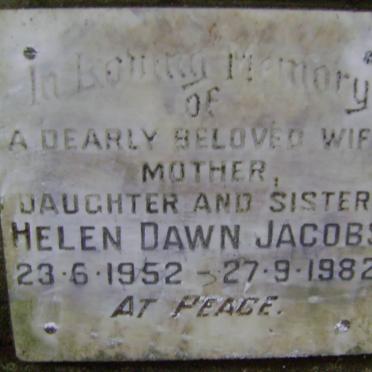 In Loving Memory
OF
A DEARLY BELOVED WIFE
MOTHER,
DAUGHTER AND SISTER
HELEN DAWN JACOBS
23·6·1952 - 27·9·1982
AT PEACE.